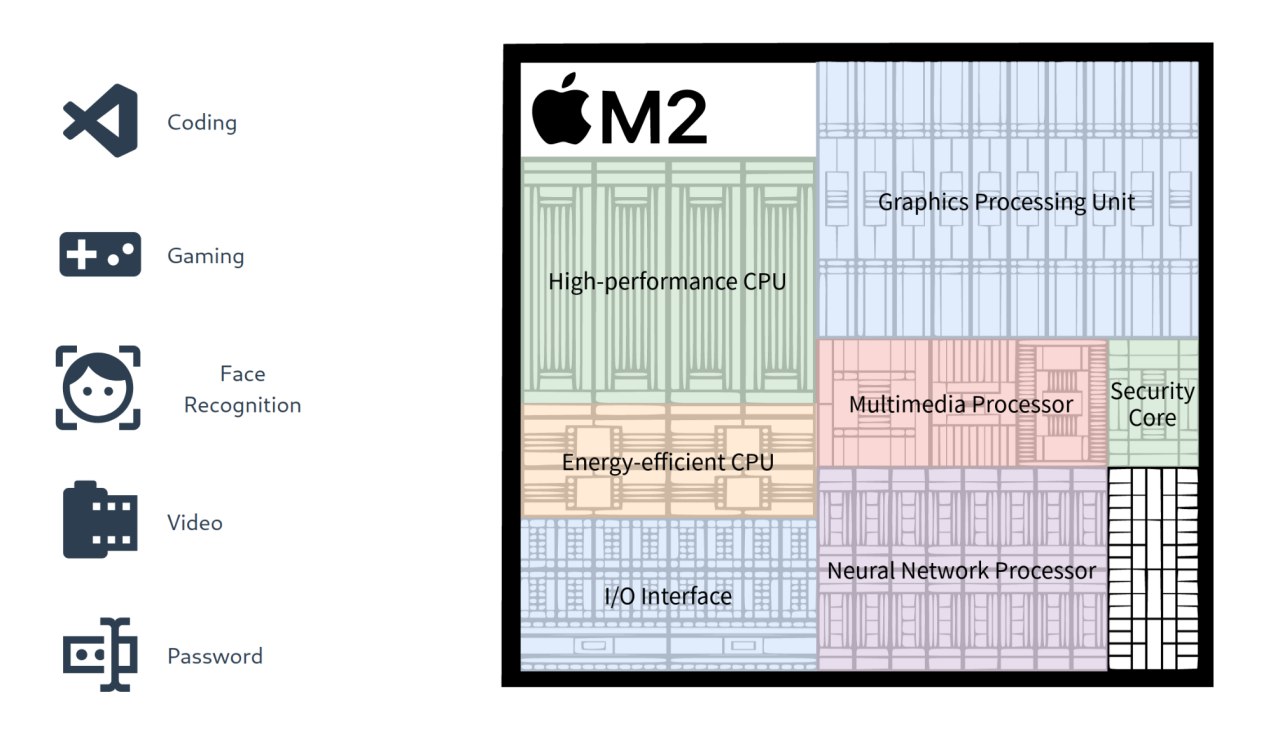 Coding
Gaming
Face
Recognition
Video
Password
M2
High-performance CPU
Energy-efficient CPU
I/O Interface
Graphics Processing Unit
Multimedia Processor
Security
Core
Neural Network Processor